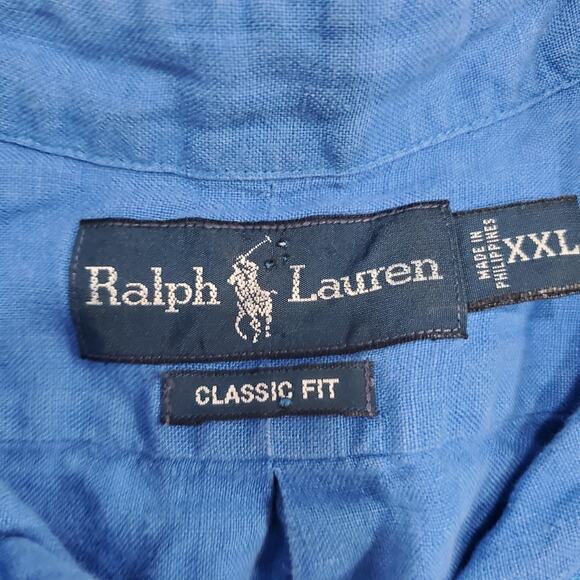 Ralph Lauren
MADE IN
PHILIPPINES
XXL
CLASSIC FIT